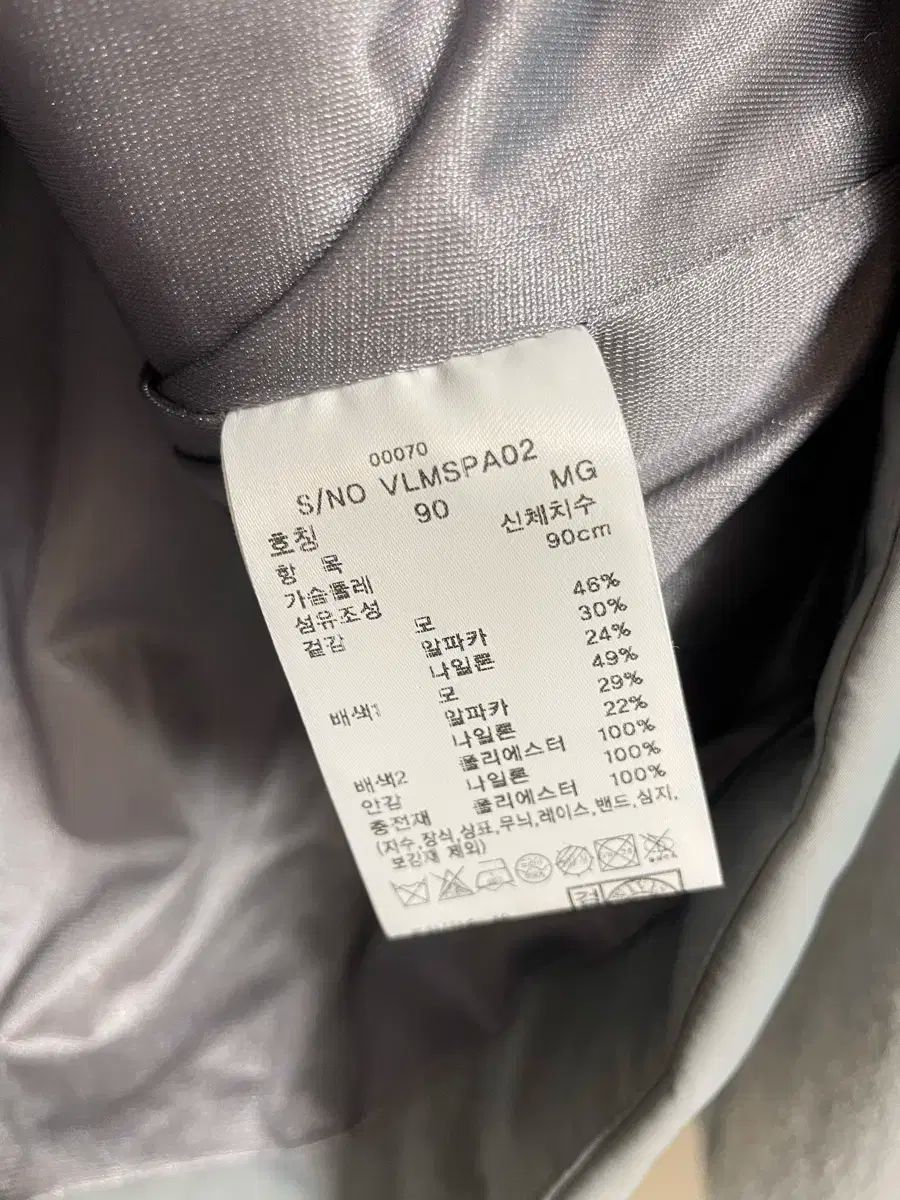 00070
S/NO VLMSPA02 MG
호칭 90
항 목 신체치수
가슴둘레 90cm
섬유조성
겉감 모 46%
알파카 30%
나일론 24%
배색1 모 49%
알파카 29%
나일론 22%
배색2 폴리에스터 100%
안감 나일론 100%
충전재 폴리에스터 100%
(자수,장식,상표,무늬,레이스,밴드,심지,
보강재 제외)
검